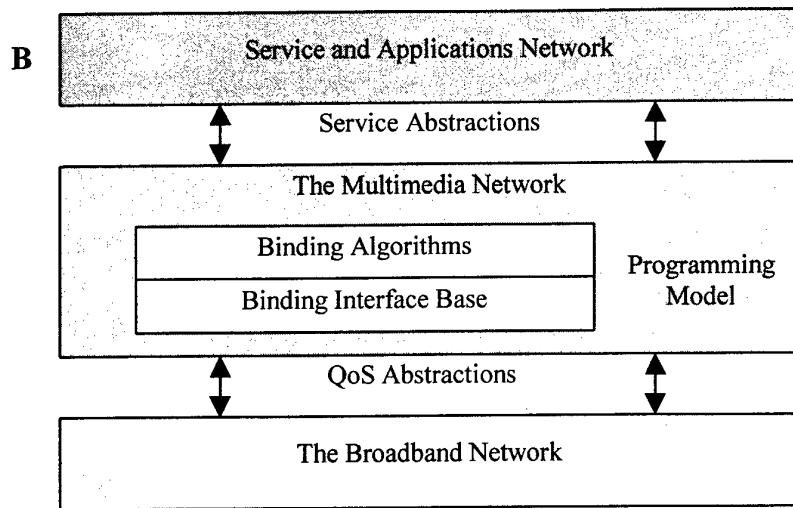 B
Service and Applications Network
Service Abstractions
The Multimedia Network
Binding Algorithms
Binding Interface Base
Programming
Model
QoS Abstractions
The Broadband Network